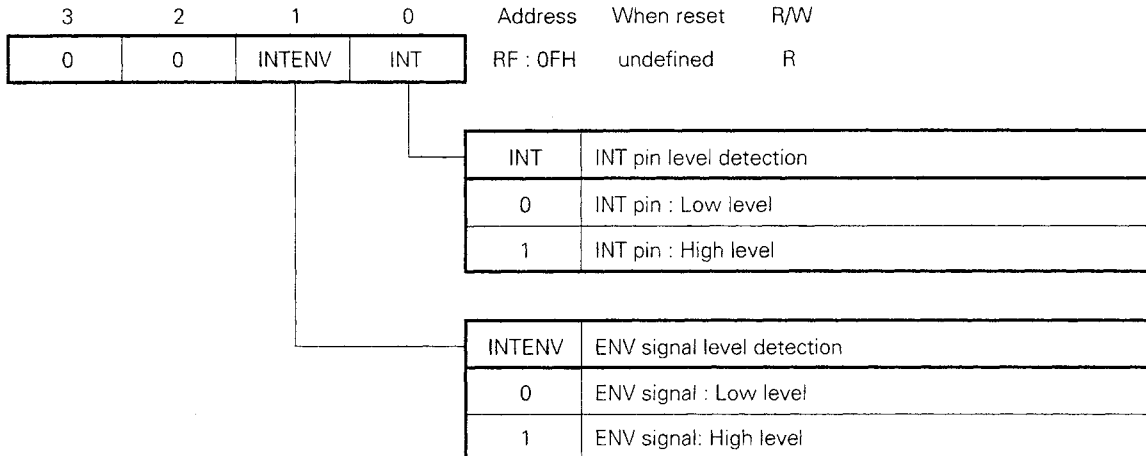 3 2 1 0 Address When reset R/W
0 0 INTENV INT RF : 0FH undefined R
INT INT pin level detection
0 INT pin : Low level
1 INT pin : High level
INTENV ENV signal level detection
0 ENV signal : Low level
1 ENV signal: High level